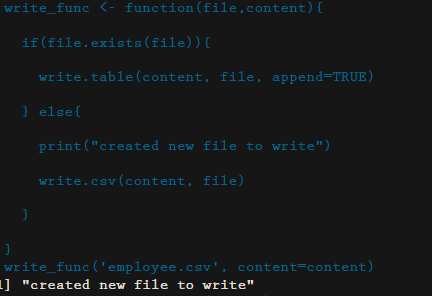 write_func <- function(file,content){
if(file.exists(file)){
write.table(content, file, append=TRUE)
} else{
print("created new file to write")
write.csv(content, file)
}
}
write_func('employee.csv', content=content)
1] "created new file to write"